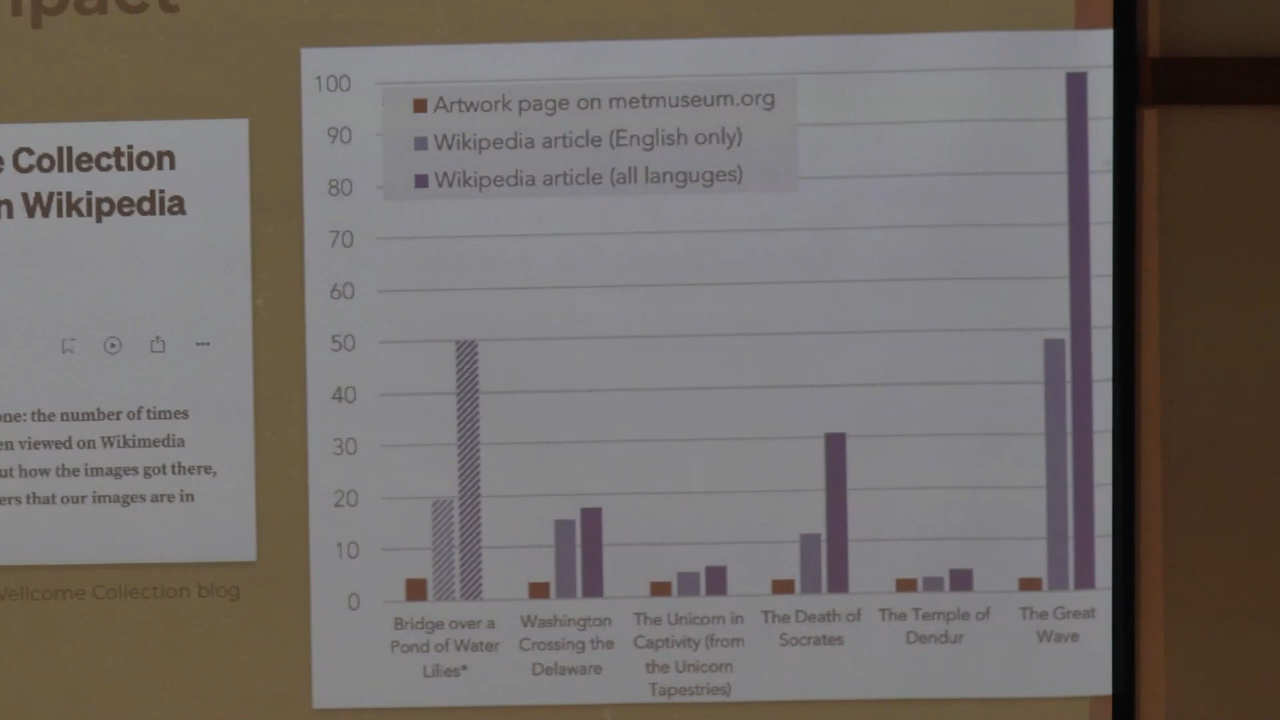 e Collection
n Wikipedia
one: the number of times
en viewed on Wikimedia
ut how the images got there,
ers that our images are in
Wellcome Collection blog
100
90
80
70
60
50
40
30
20
10
0
Artwork page on metmuseum.org
Wikipedia article (English only)
Wikipedia article (all languges)
Bridge over a
Pond of Water
Lilies*
Washington
Crossing the
Delaware
The Unicorn in
Captivity (from
the Unicorn
Tapestries)
The Death of
Socrates
The Temple of
Dendur
The Great
Wave